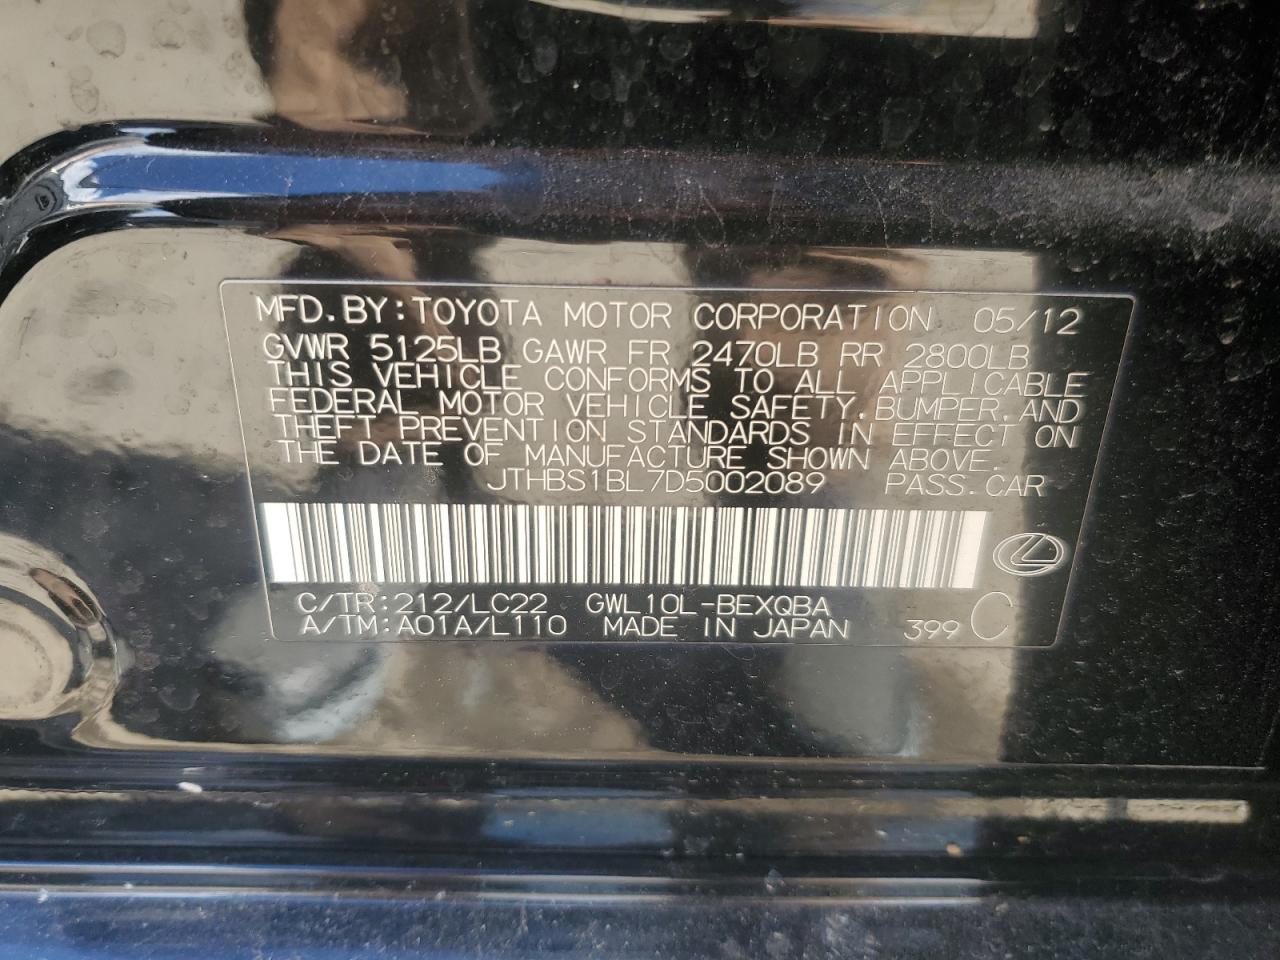 MFD.BY:TOYOTA MOTOR CORPORATION 05/12
GVWR 5125LB GAWR FR 2470LB RR 2800LB
THIS VEHICLE CONFORMS TO ALL APPLICABLE
FEDERAL MOTOR VEHICLE SAFETY,BUMPER,AND
THEFT PREVENTION STANDARDS IN EFFECT ON
THE DATE OF MANUFACTURE SHOWN ABOVE.
JTHBS1BL7D5002089 PASS.CAR
C/TR:212/LC22 GWL10L-BEXQBA
A/TM:A01A/L110 MADE IN JAPAN 399 C